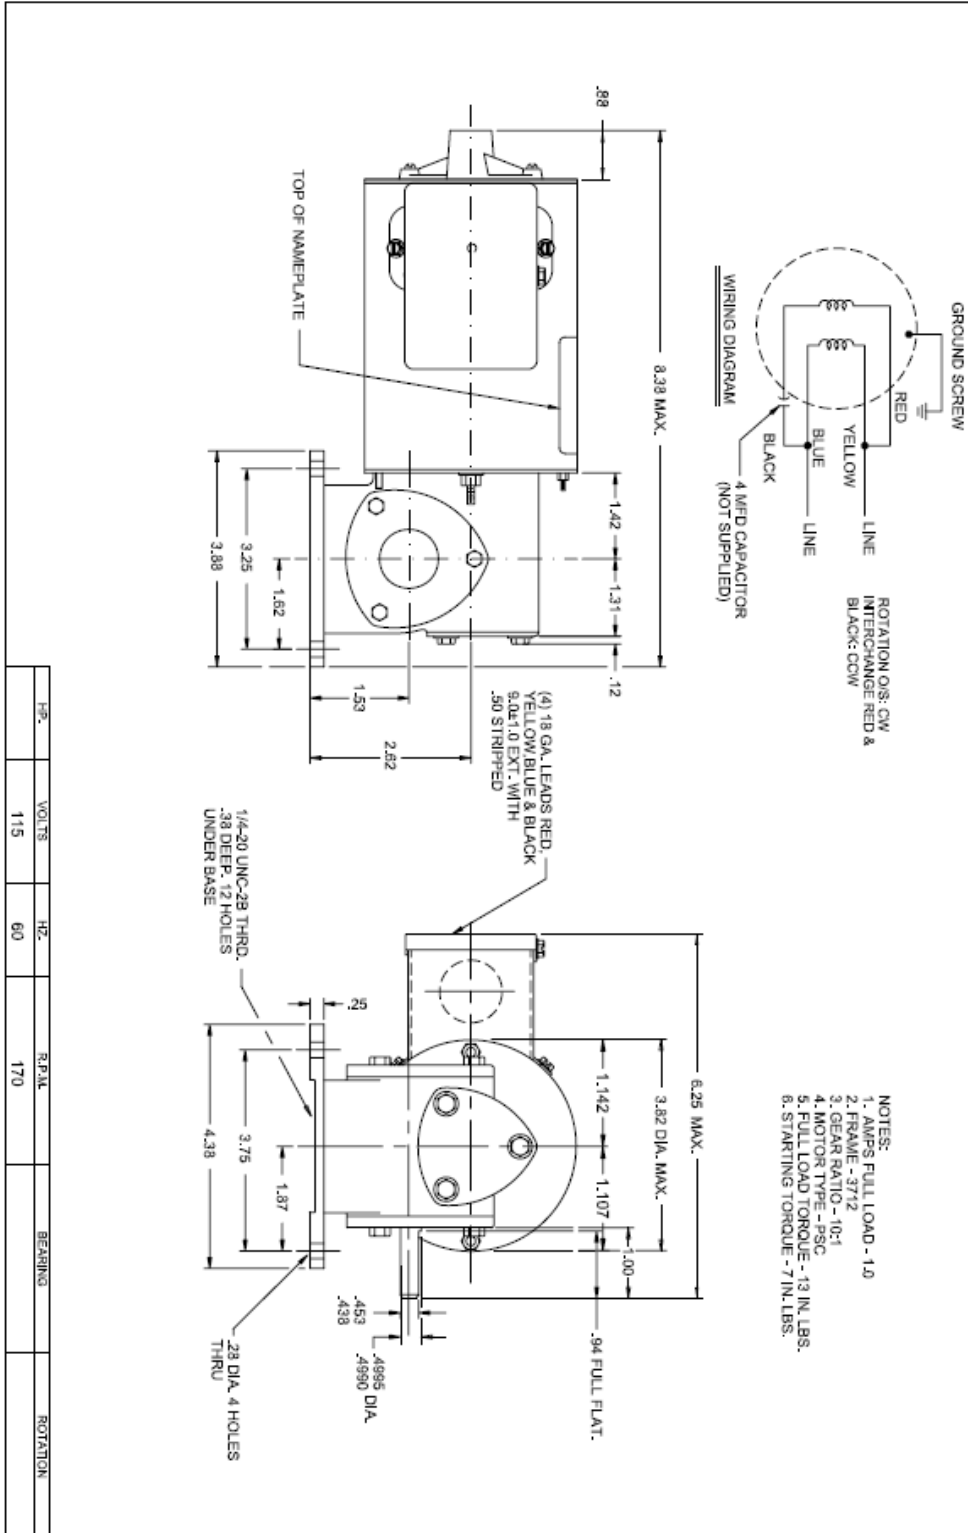 GROUND SCREW
RED
YELLOW
BLUE
BLACK
LINE
LINE
WIRING DIAGRAM
4 MFD CAPACITOR
(NOT SUPPLIED)
ROTATION O/S: CW
INTERCHANGE RED &
BLACK: CCW
NOTES:
1. AMPS FULL LOAD - 1.0
2. FRAME - 3712
3. GEAR RATIO - 10:1
4. MOTOR TYPE - PSC
5. FULL LOAD TORQUE - 13 IN. LBS.
6. STARTING TORQUE - 7 IN. LBS.
.88
8.38 MAX.
1.42
1.31
.12
TOP OF NAMEPLATE
G
1.62
3.25
3.88
1.53
2.62
(4) 18 GA. LEADS RED,
YELLOW,BLUE & BLACK
9.0±1.0 EXT. WITH
.50 STRIPPED
6.25 MAX.
3.82 DIA. MAX.
1.142
1.107
1.00
.94 FULL FLAT.
.453
.438
.4995
.4990 DIA.
.25
1.87
3.75
4.38
1/4-20 UNC-2B THRD.
.38 DEEP. 12 HOLES
UNDER BASE
.28 DIA. 4 HOLES
THRU
HP. VOLTS HZ. R.P.M. BEARING ROTATION
115 60 170